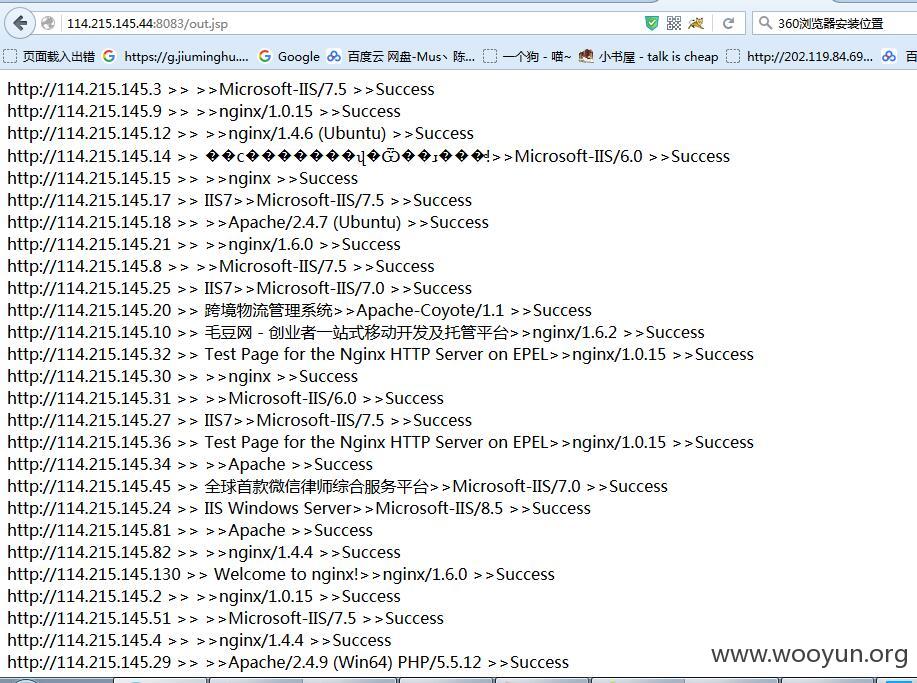 114.215.145.44:8083/out.jsp
360浏览器安装位置
页面载入出错 https://g.jiuminghu.... Google 百度云 网盘-Mus丶陈... 一个狗 - 喵~ 小书屋 - talk is cheap http://202.119.84.69...
http://114.215.145.3 >> >>Microsoft-IIS/7.5 >>Success
http://114.215.145.9 >> >>nginx/1.0.15 >>Success
http://114.215.145.12 >> >>nginx/1.4.6 (Ubuntu) >>Success
http://114.215.145.14 >> >>Microsoft-IIS/6.0 >>Success
http://114.215.145.15 >> >>nginx >>Success
http://114.215.145.17 >> IIS7>>Microsoft-IIS/7.5 >>Success
http://114.215.145.18 >> >>Apache/2.4.7 (Ubuntu) >>Success
http://114.215.145.21 >> >>nginx/1.6.0 >>Success
http://114.215.145.8 >> >>Microsoft-IIS/7.5 >>Success
http://114.215.145.25 >> IIS7>>Microsoft-IIS/7.0 >>Success
http://114.215.145.20 >> 跨境物流管理系统>>Apache-Coyote/1.1 >>Success
http://114.215.145.10 >> 毛豆网 - 创业者一站式移动开发及托管平台>>nginx/1.6.2 >>Success
http://114.215.145.32 >> Test Page for the Nginx HTTP Server on EPEL>>nginx/1.0.15 >>Success
http://114.215.145.30 >> >>nginx >>Success
http://114.215.145.31 >> >>Microsoft-IIS/6.0 >>Success
http://114.215.145.27 >> IIS7>>Microsoft-IIS/7.5 >>Success
http://114.215.145.36 >> Test Page for the Nginx HTTP Server on EPEL>>nginx/1.0.15 >>Success
http://114.215.145.34 >> >>Apache >>Success
http://114.215.145.45 >> 全球首款微信律师综合服务平台>>Microsoft-IIS/7.0 >>Success
http://114.215.145.24 >> IIS Windows Server>>Microsoft-IIS/8.5 >>Success
http://114.215.145.81 >> >>Apache >>Success
http://114.215.145.82 >> >>nginx/1.4.4 >>Success
http://114.215.145.130 >> Welcome to nginx!>>nginx/1.6.0 >>Success
http://114.215.145.2 >> >>nginx/1.0.15 >>Success
http://114.215.145.51 >> >>Microsoft-IIS/7.5 >>Success
http://114.215.145.4 >> >>nginx/1.4.4 >>Success
http://114.215.145.29 >> >>Apache/2.4.9 (Win64) PHP/5.5.12 >>Success
www.wooyun.org